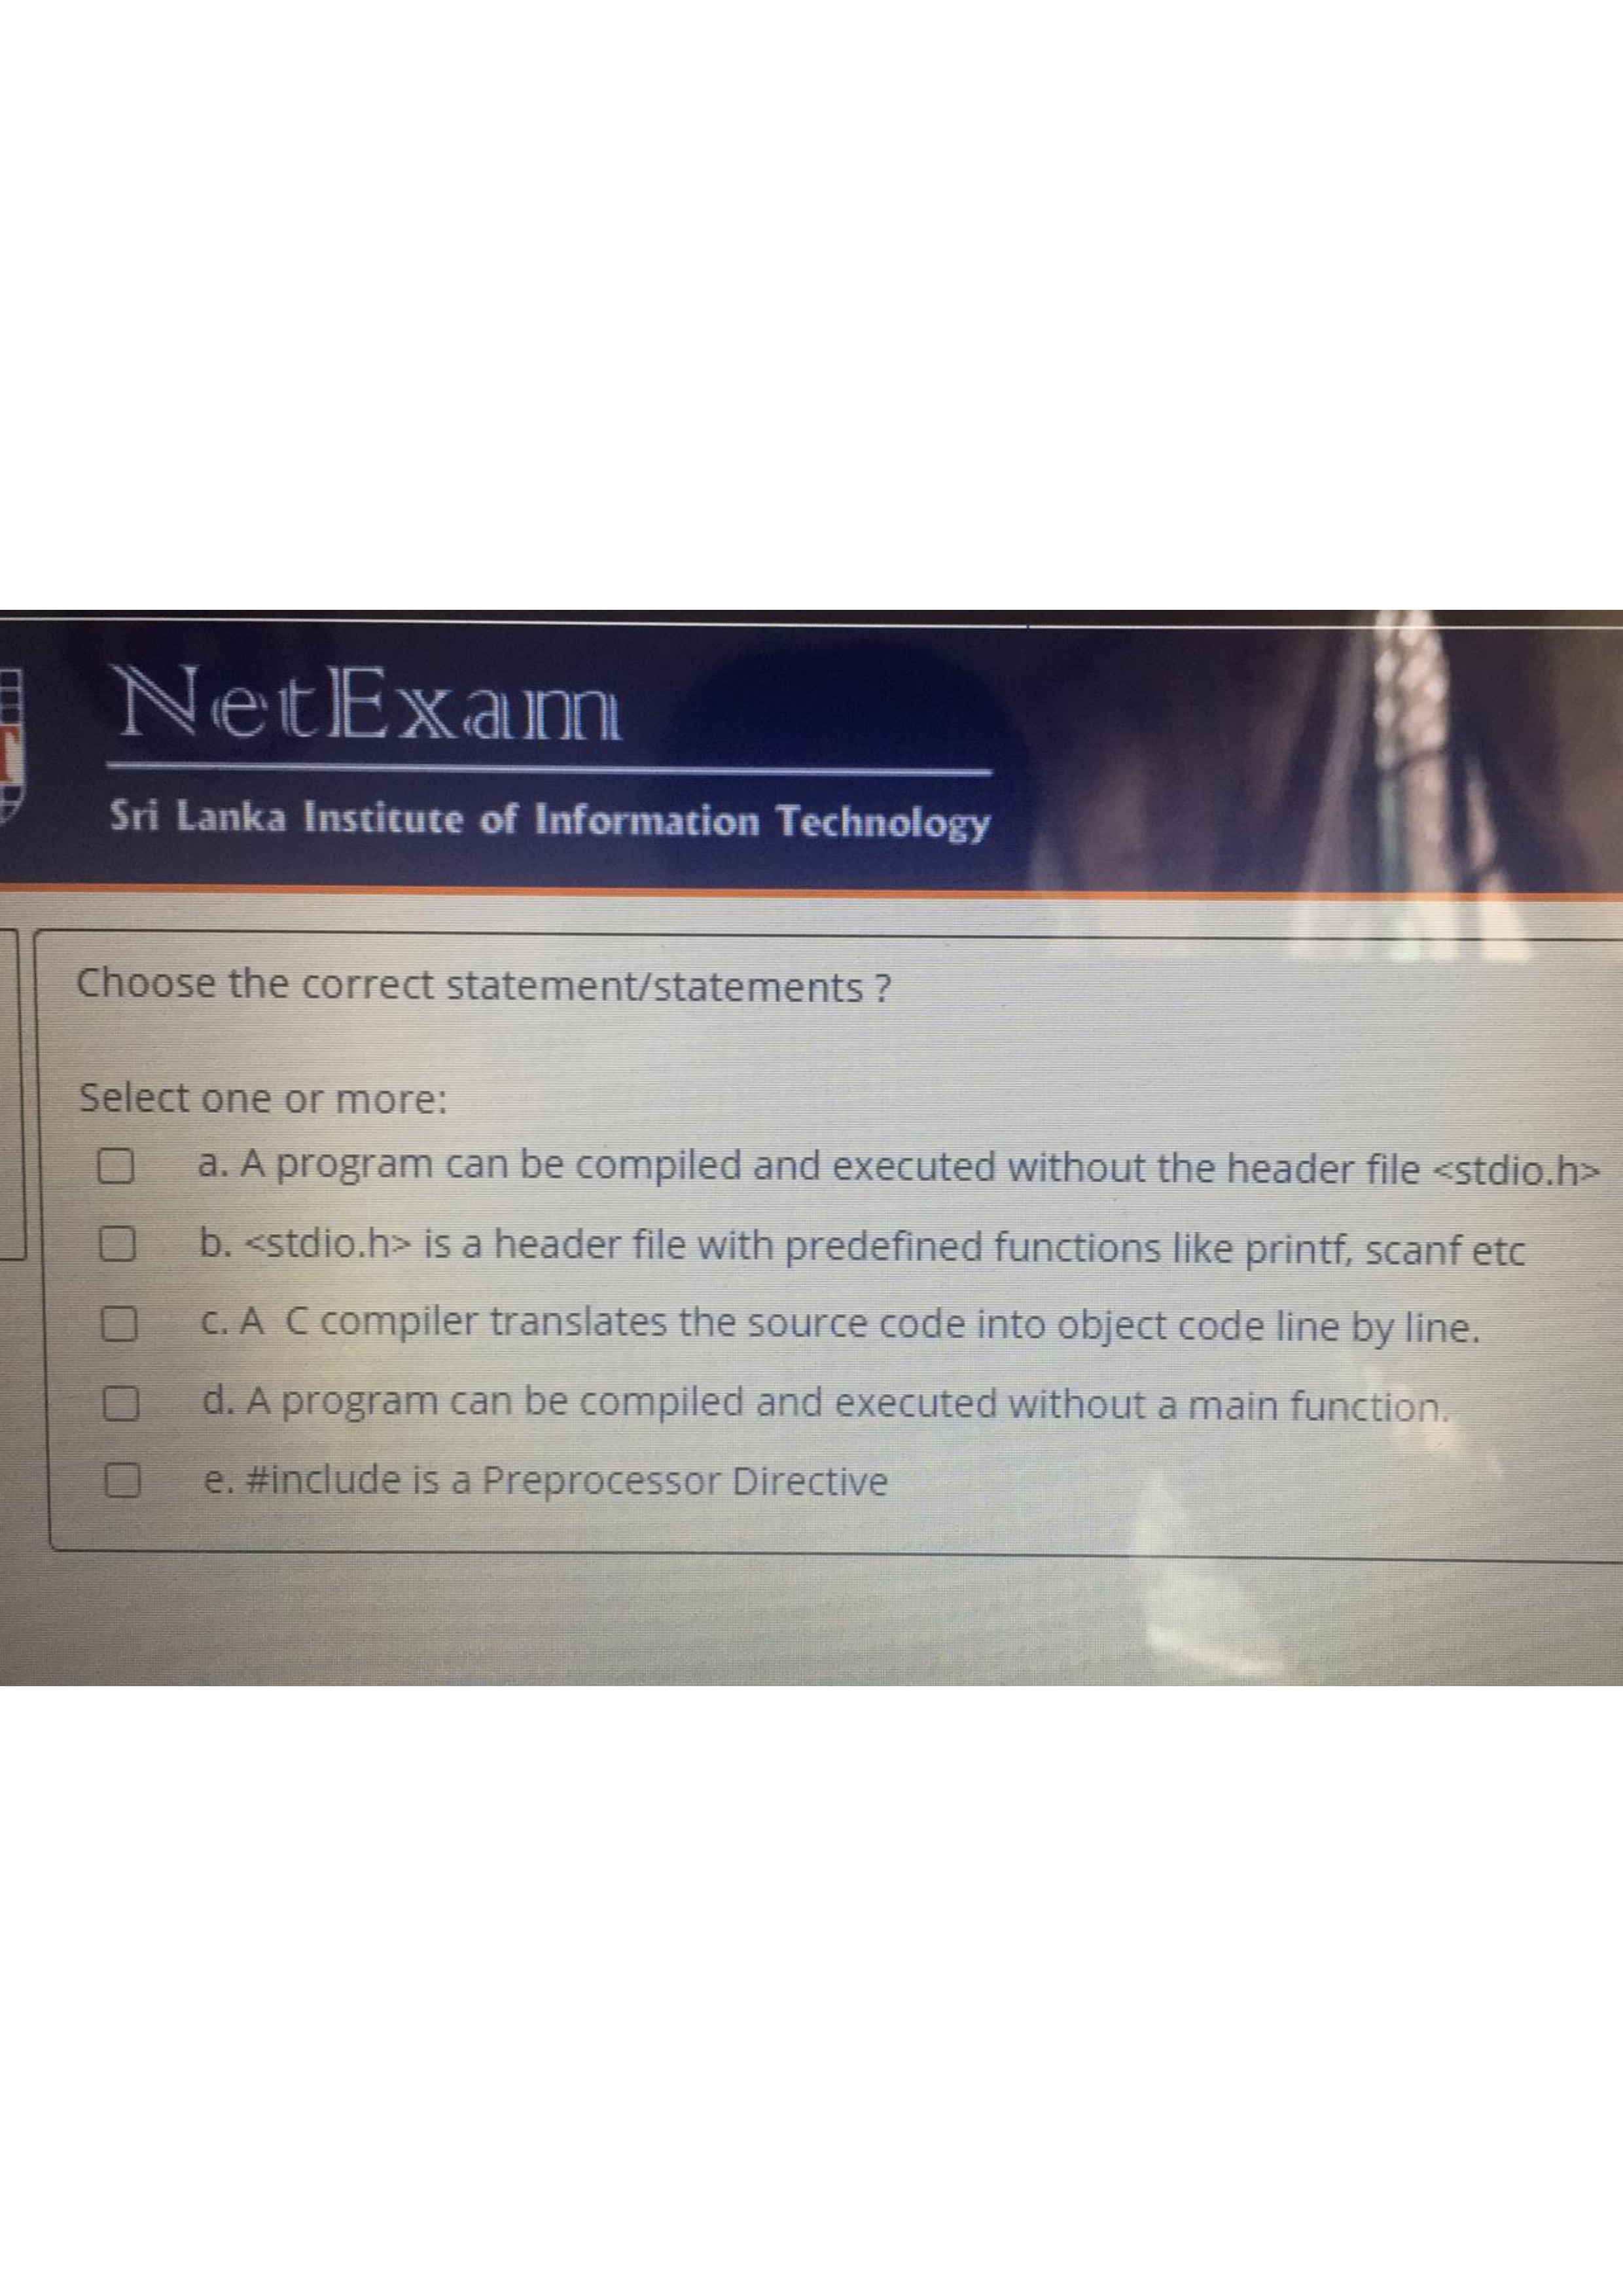 NetExam
Sri Lanka Institute of Information Technology
Choose the correct statement/statements ?
Select one or more:
a. A program can be compiled and executed without the header file <stdio.h>
b. <stdio.h> is a header file with predefined functions like printf, scanf etc
c. A C compiler translates the source code into object code line by line.
d. A program can be compiled and executed without a main function.
e. #include is a Preprocessor Directive